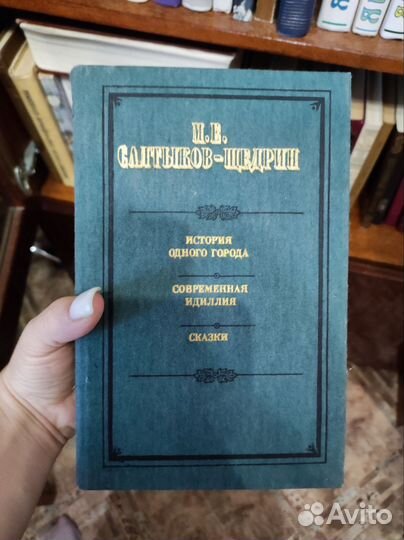 М.Е.
САЛТЫКОВ-ЩЕДРИН
ИСТОРИЯ
ОДНОГО ГОРОДА
СОВРЕМЕННАЯ
ИДИЛЛИЯ
СКАЗКИ
Avito